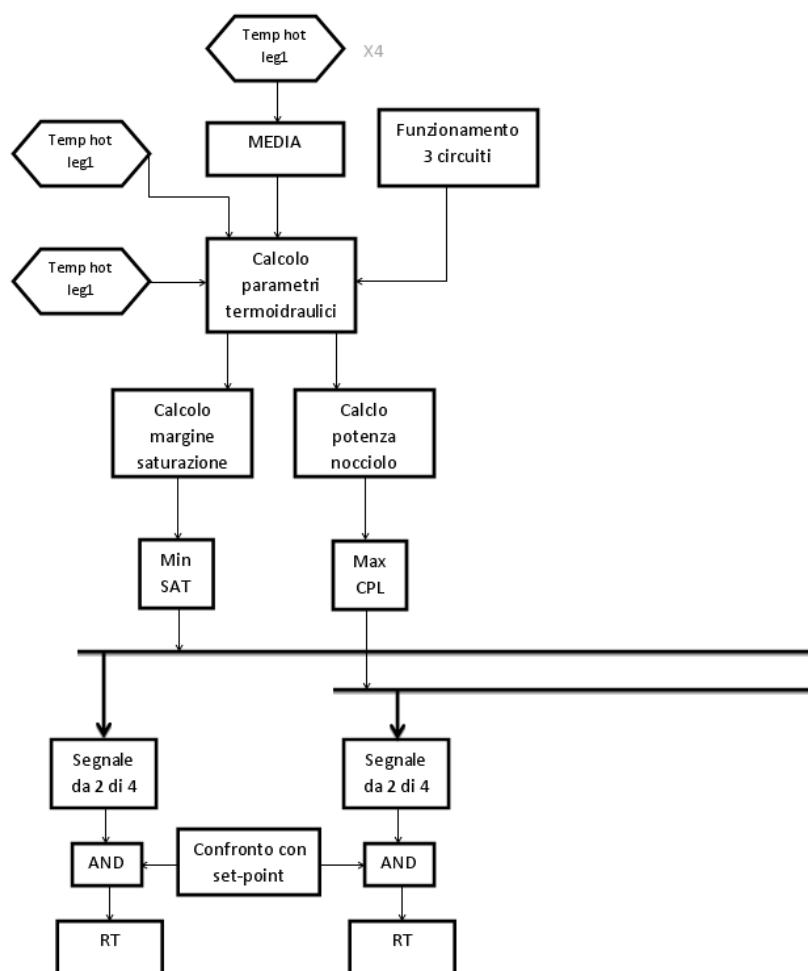 Temp hot
leg1
X4
Temp hot
leg1
MEDIA
Funzionamento
3 circuiti
Temp hot
leg1
Calcolo
parametri
termoidraulici
Calcolo
margine
saturazione
Calclo
potenza
nocciolo
Min
SAT
Max
CPL
Segnale
da 2 di 4
Segnale
da 2 di 4
AND
Confronto con
set-point
AND
RT
RT